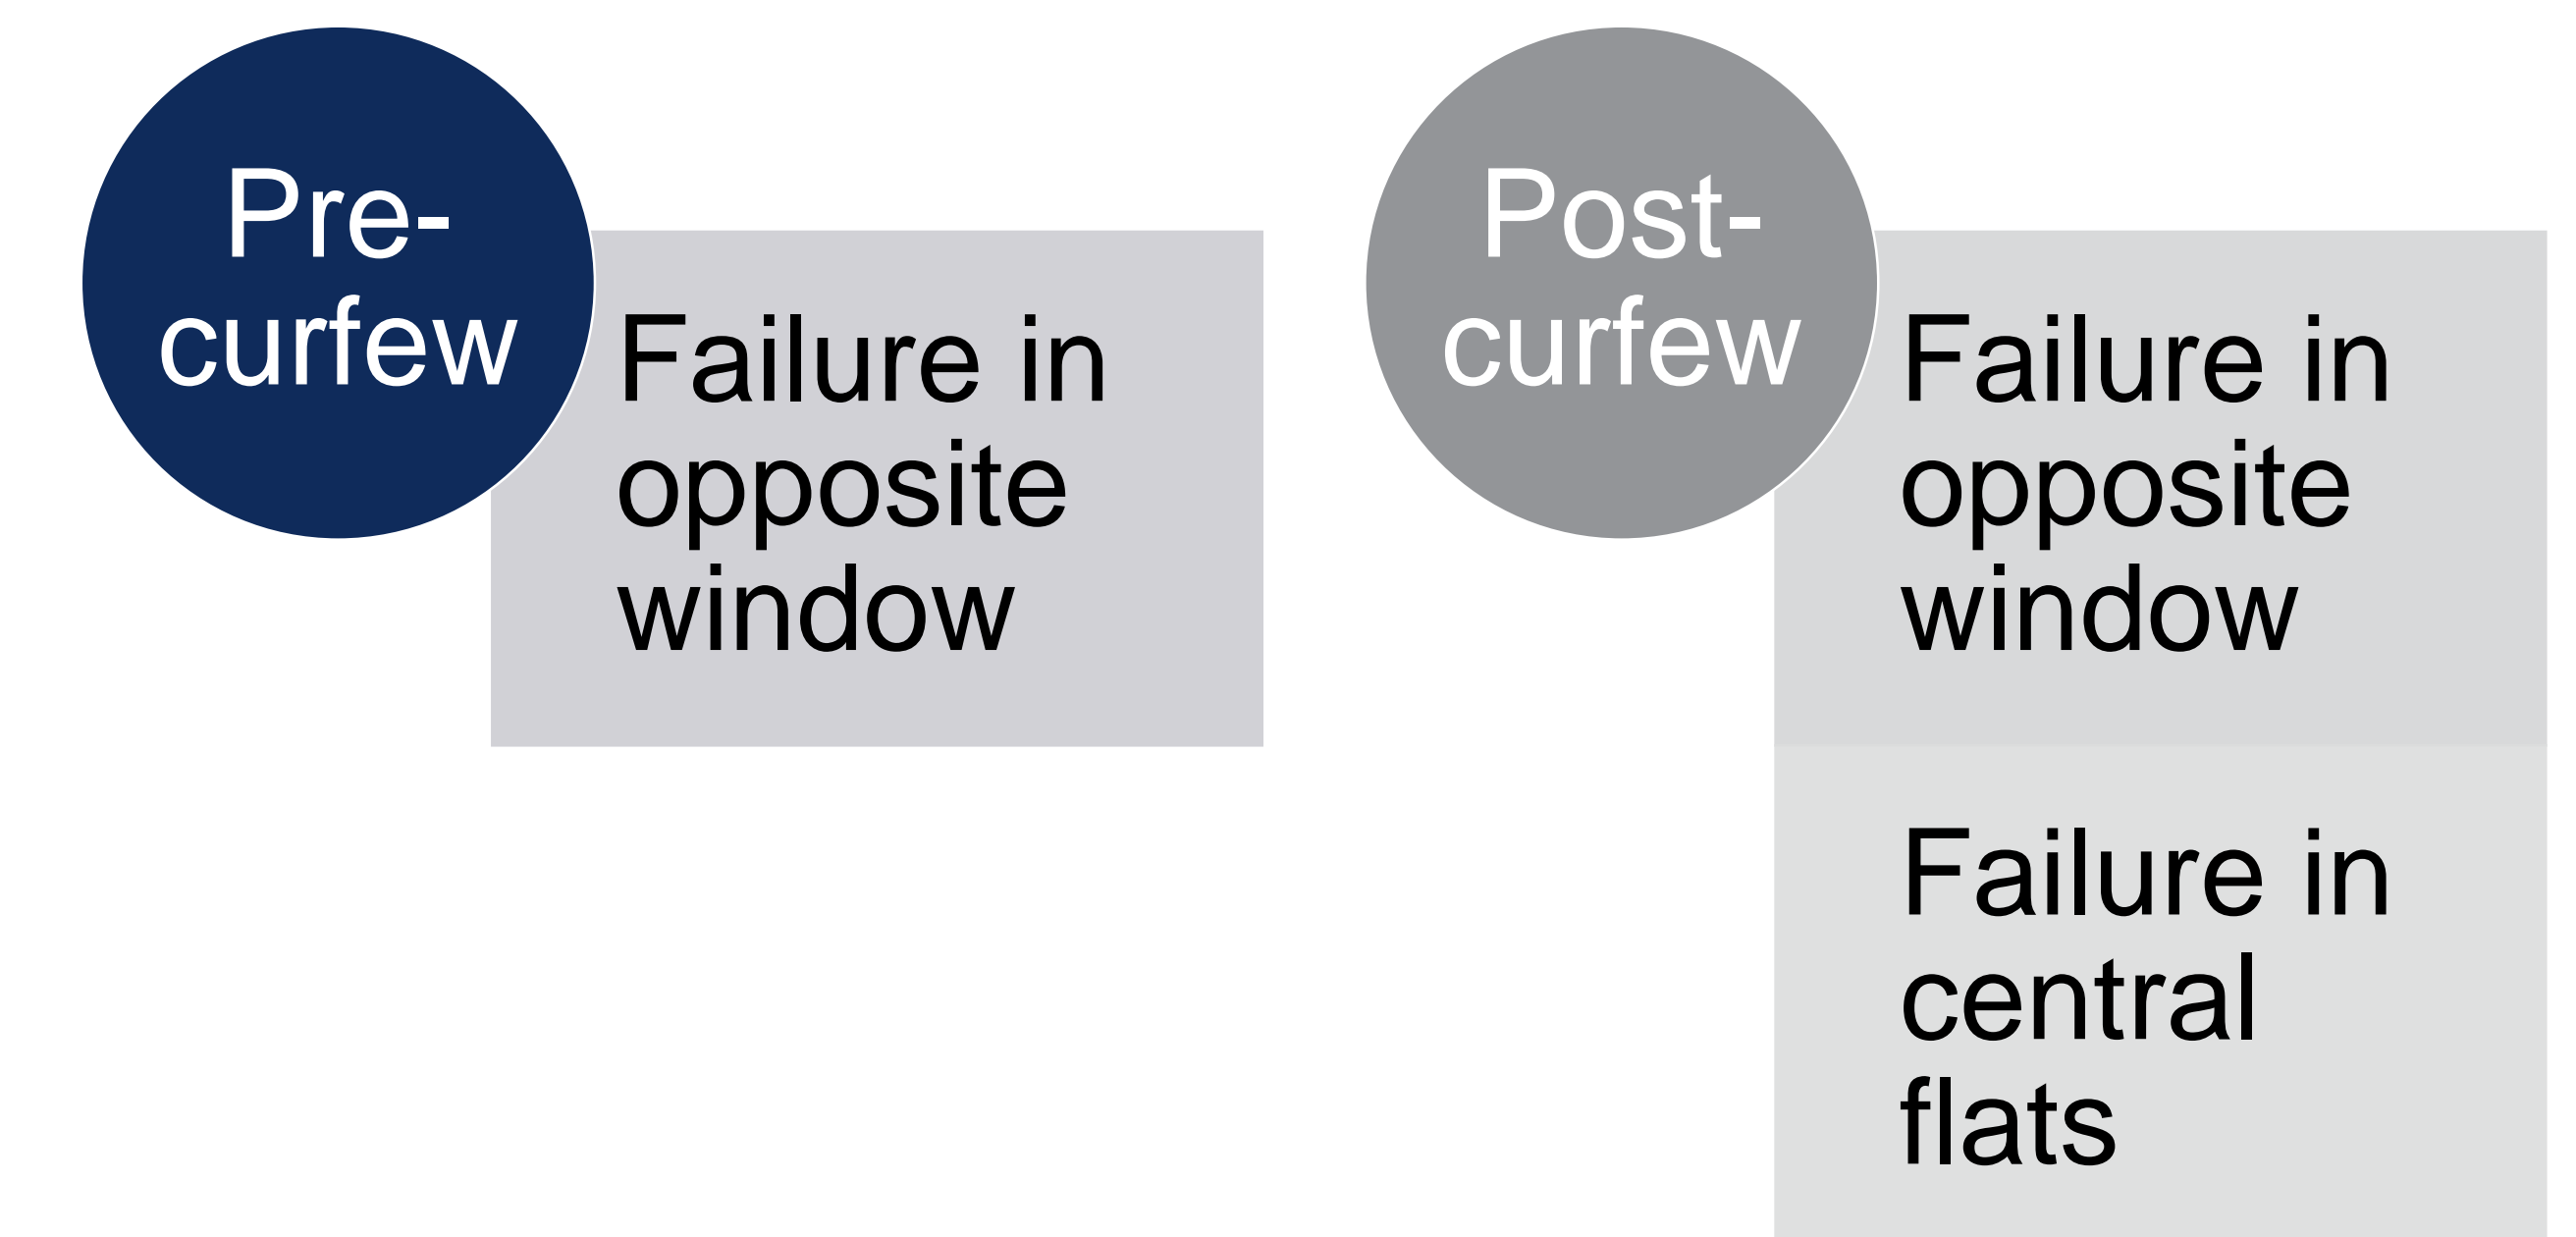 Pre-
curfew
Failure in
opposite
window
Post-
curfew
Failure in
opposite
window
Failure in
central
flats